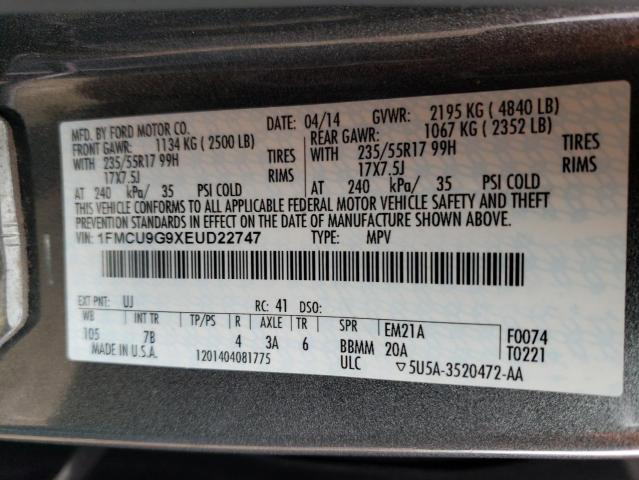 MFD. BY FORD MOTOR CO. DATE: 04/14 GVWR: 2195 KG ( 4840 LB)
FRONT GAWR: 1134 KG ( 2500 LB) REAR GAWR: 1067 KG ( 2352 LB)
WITH 235/55R17 99H TIRES WITH 235/55R17 99H TIRES
17X7.5J RIMS 17X7.5J RIMS
AT 240 kPa/ 35 PSI COLD AT 240 kPa/ 35 PSI COLD
THIS VEHICLE CONFORMS TO ALL APPLICABLE FEDERAL MOTOR VEHICLE SAFETY AND THEFT
PREVENTION STANDARDS IN EFFECT ON THE DATE OF MANUFACTURE SHOWN ABOVE.
VIN: 1FMCU9G9XEUD22747 TYPE: MPV
EXT PNT: UJ RC: 41 DSO:
WB INT TR TP/PS R AXLE TR SPR EM21A F0074
105 7B 4 3A 6 BBMM 20A T0221
MADE IN U.S.A. 1201404081775 ULC ▽5U5A-3520472-AA